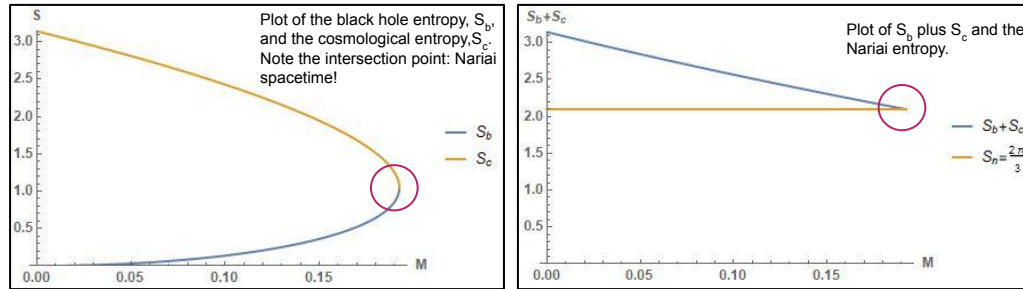 S
Plot of the black hole entropy, S_b,
and the cosmological entropy,S_c.
Note the intersection point: Nariai
spacetime!
3.0
2.5
2.0
1.5
1.0
0.5
S_b
S_c
M
0.00 0.05 0.10 0.15
S_b+S_c
Plot of S_b plus S_c and the
Nariai entropy.
3.0
2.5
2.0
1.5
1.0
0.5
S_b+S_c
S_n=2π/3
M
0.00 0.05 0.10 0.15